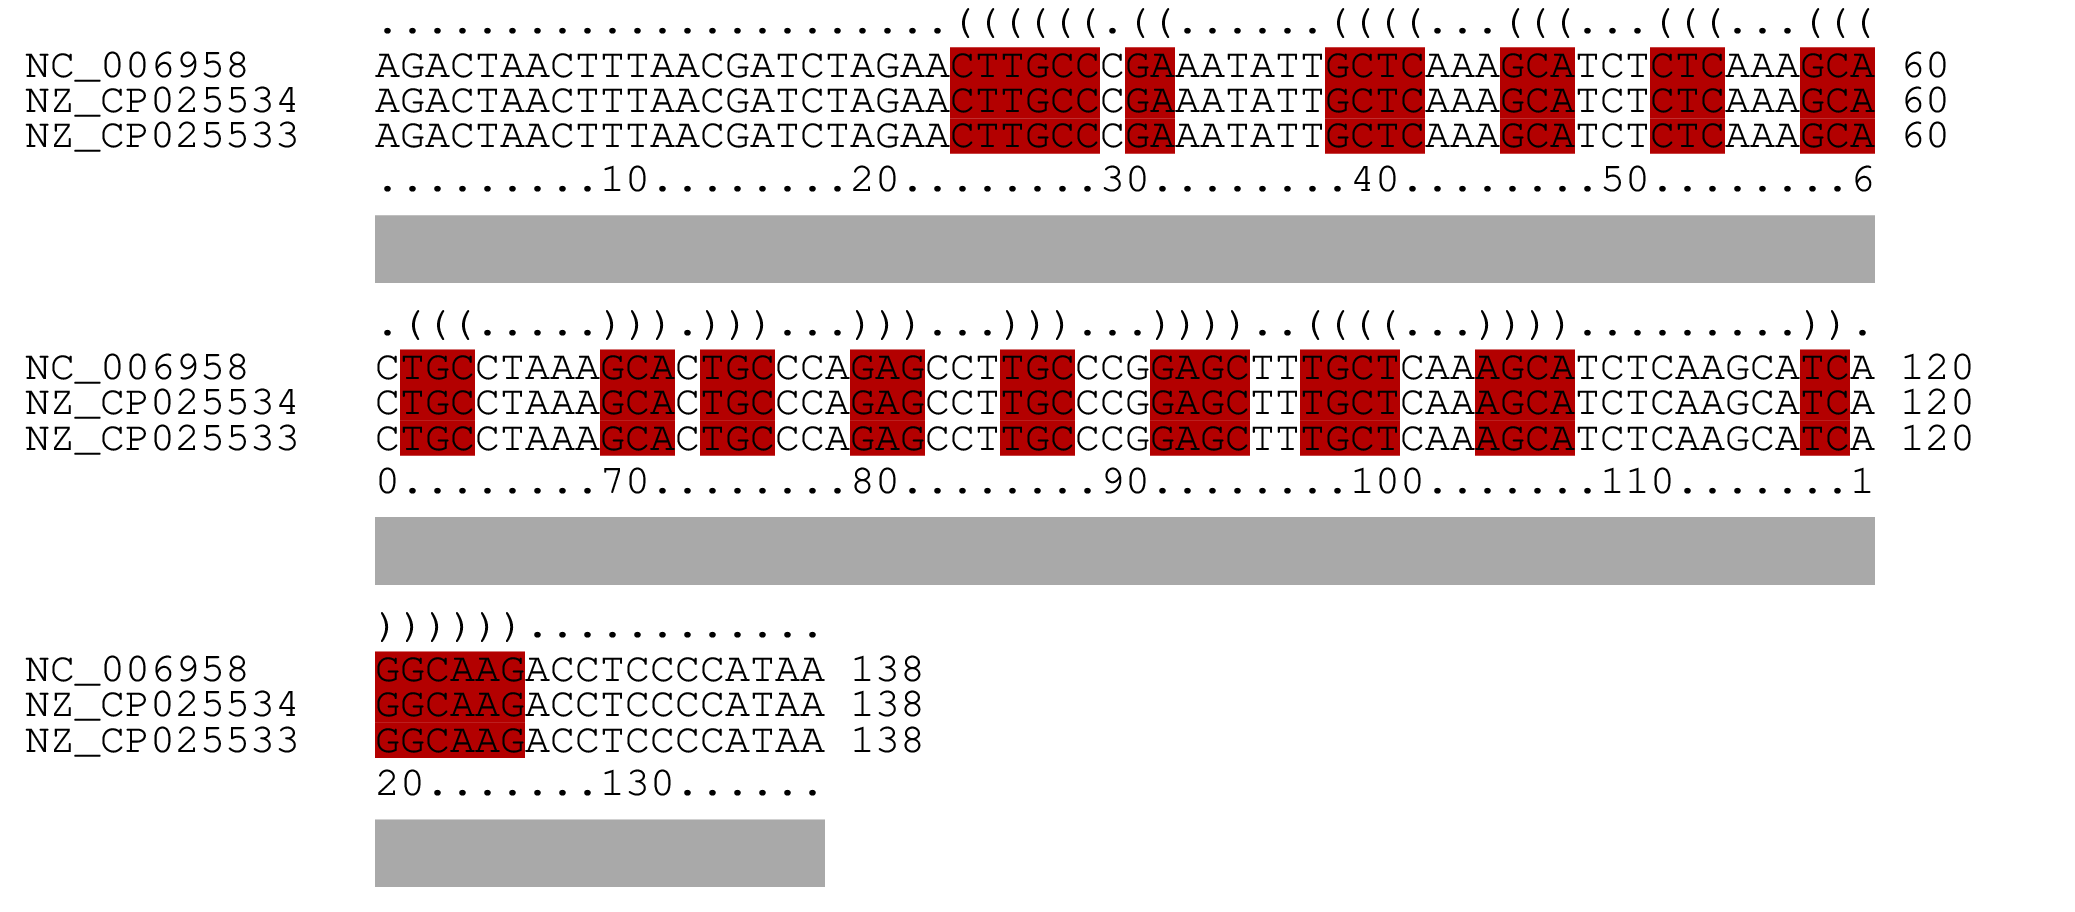 .......................((((((.((......((((...(((...(((...(((
NC_006958 AGACTAACTTTAACGATCTAGAACTTGCCCGAAATATTGCTCAAAGCATCTCTCAAAGCA 60
NZ_CP025534 AGACTAACTTTAACGATCTAGAACTTGCCCGAAATATTGCTCAAAGCATCTCTCAAAGCA 60
NZ_CP025533 AGACTAACTTTAACGATCTAGAACTTGCCCGAAATATTGCTCAAAGCATCTCTCAAAGCA 60
.........10........20........30........40........50........6
.(((.....))).)))...)))...)))...))))..((((...)))).........)).
NC_006958 CTGCCTAAAGCACTGCCCAGAGCCTTGCCCGGAGCTTTGCTCAAAGCATCTCAAGCATCA 120
NZ_CP025534 CTGCCTAAAGCACTGCCCAGAGCCTTGCCCGGAGCTTTGCTCAAAGCATCTCAAGCATCA 120
NZ_CP025533 CTGCCTAAAGCACTGCCCAGAGCCTTGCCCGGAGCTTTGCTCAAAGCATCTCAAGCATCA 120
0........70........80........90........100.......110.......1
))))))............
NC_006958 GGCAAGACCTCCCCATAA 138
NZ_CP025534 GGCAAGACCTCCCCATAA 138
NZ_CP025533 GGCAAGACCTCCCCATAA 138
20.......130......